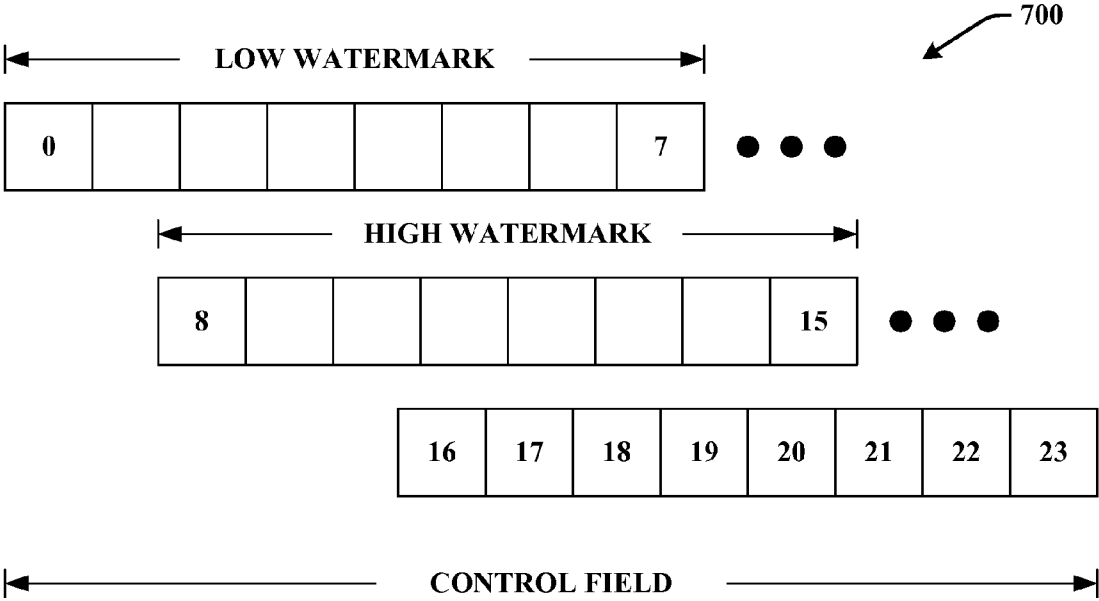 700
LOW WATERMARK
0 7
HIGH WATERMARK
8 15
16 17 18 19 20 21 22 23
CONTROL FIELD